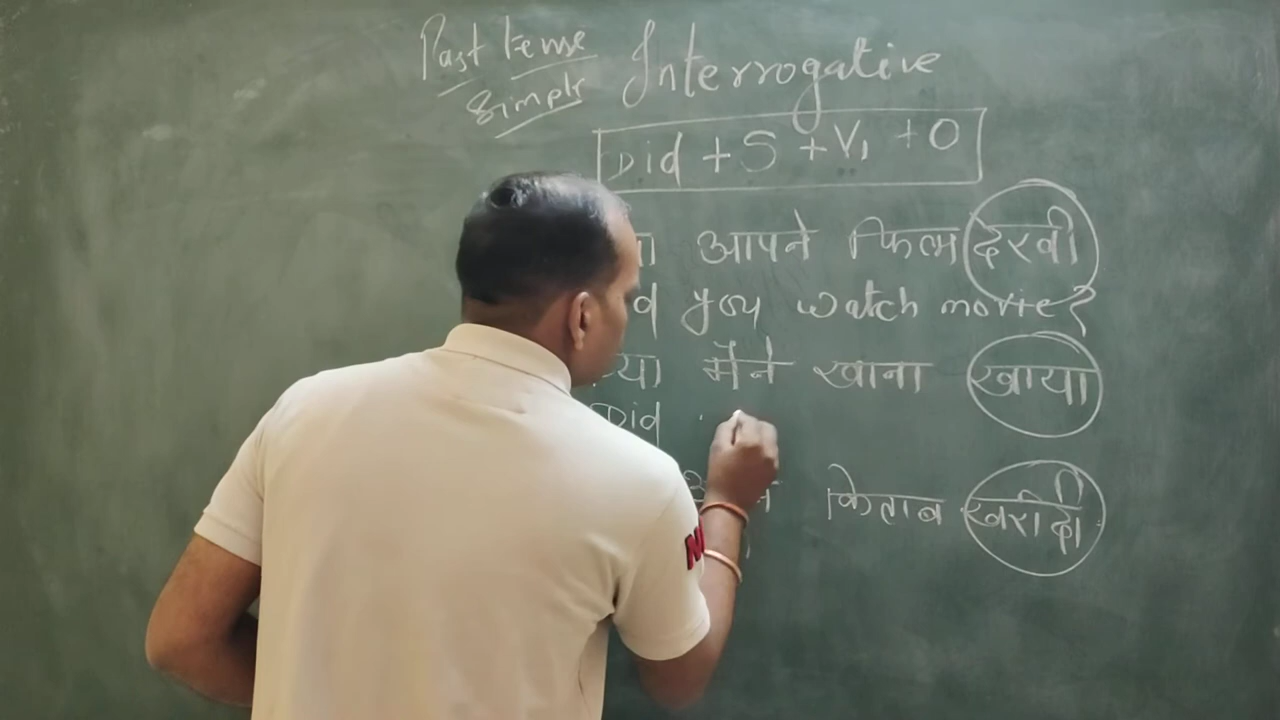 Past tense Interrogative
Simple
Did + S + V₁ + O
आपने फिल्म देखी
you watch movie?
क्या मैंने खाना खाया
Did
किताब खरीदी